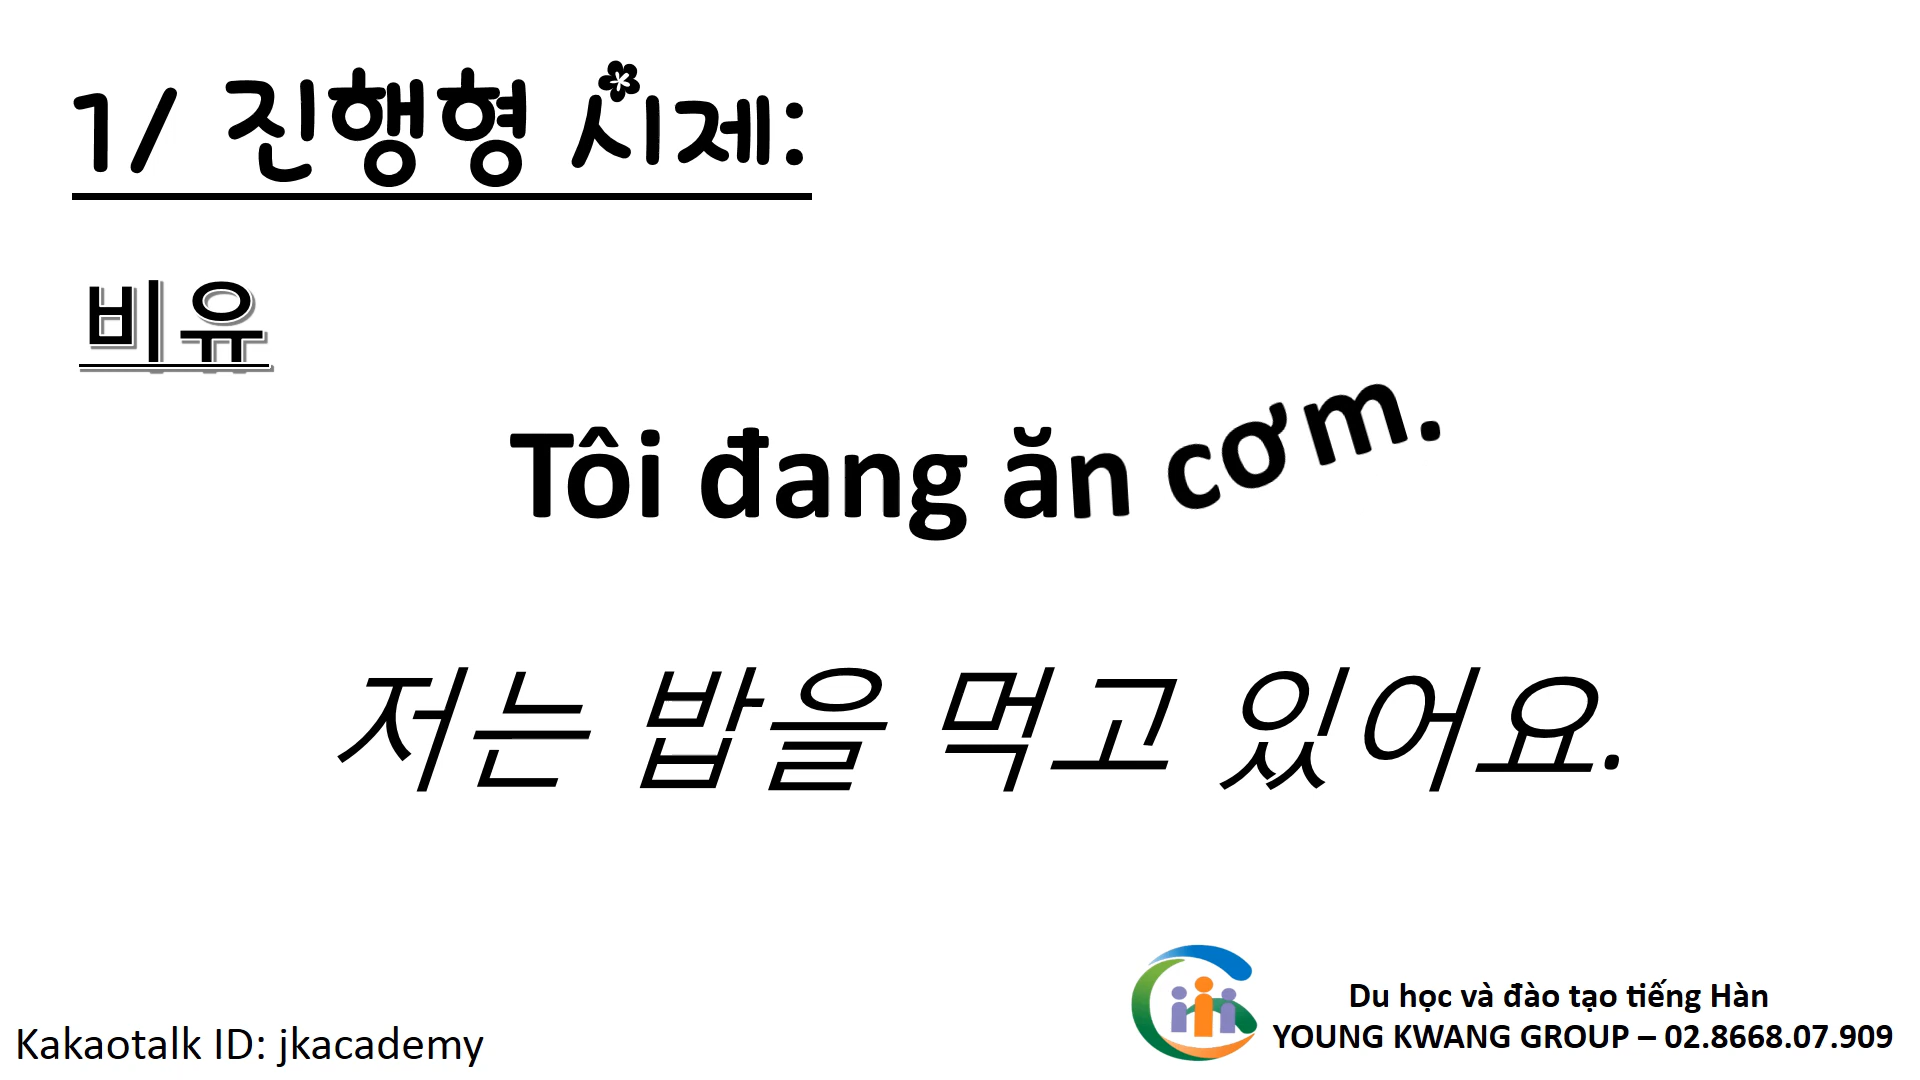 1/ 진행형 시제:
비유
Tôi đang ăn cơm.
저는 밥을 먹고 있어요.
Du học và đào tạo tiếng Hàn
YOUNG KWANG GROUP – 02.8668.07.909
Kakaotalk ID: jkacademy